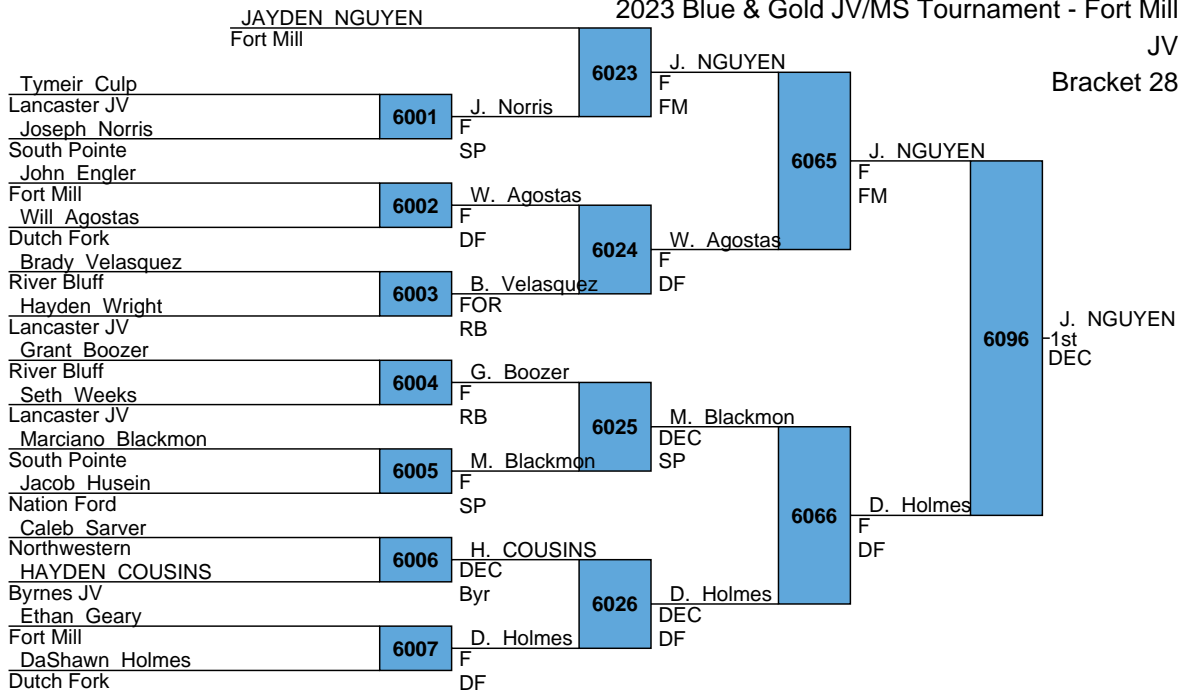 2023 Blue & Gold JV/MS Tournament - Fort Mill
JV
Bracket 28
JAYDEN NGUYEN
Fort Mill
Tymeir Culp
Lancaster JV
Joseph Norris
South Pointe
John Engler
Fort Mill
Will Agostas
Dutch Fork
Brady Velasquez
River Bluff
Hayden Wright
Lancaster JV
Grant Boozer
River Bluff
Seth Weeks
Lancaster JV
Marciano Blackmon
South Pointe
Jacob Husein
Nation Ford
Caleb Sarver
Northwestern
HAYDEN COUSINS
Byrnes JV
Ethan Geary
Fort Mill
DaShawn Holmes
Dutch Fork
6001
6002
6003
6004
6005
6006
6007
J. Norris
F
SP
W. Agostas
F
DF
B. Velasquez
FOR
RB
G. Boozer
F
RB
M. Blackmon
F
SP
H. COUSINS
DEC
Byr
D. Holmes
F
DF
6023
6024
6025
6026
J. NGUYEN
F
FM
W. Agostas
F
DF
M. Blackmon
DEC
SP
D. Holmes
DEC
DF
6065
6066
J. NGUYEN
F
FM
D. Holmes
F
DF
6096
J. NGUYEN
1st
DEC